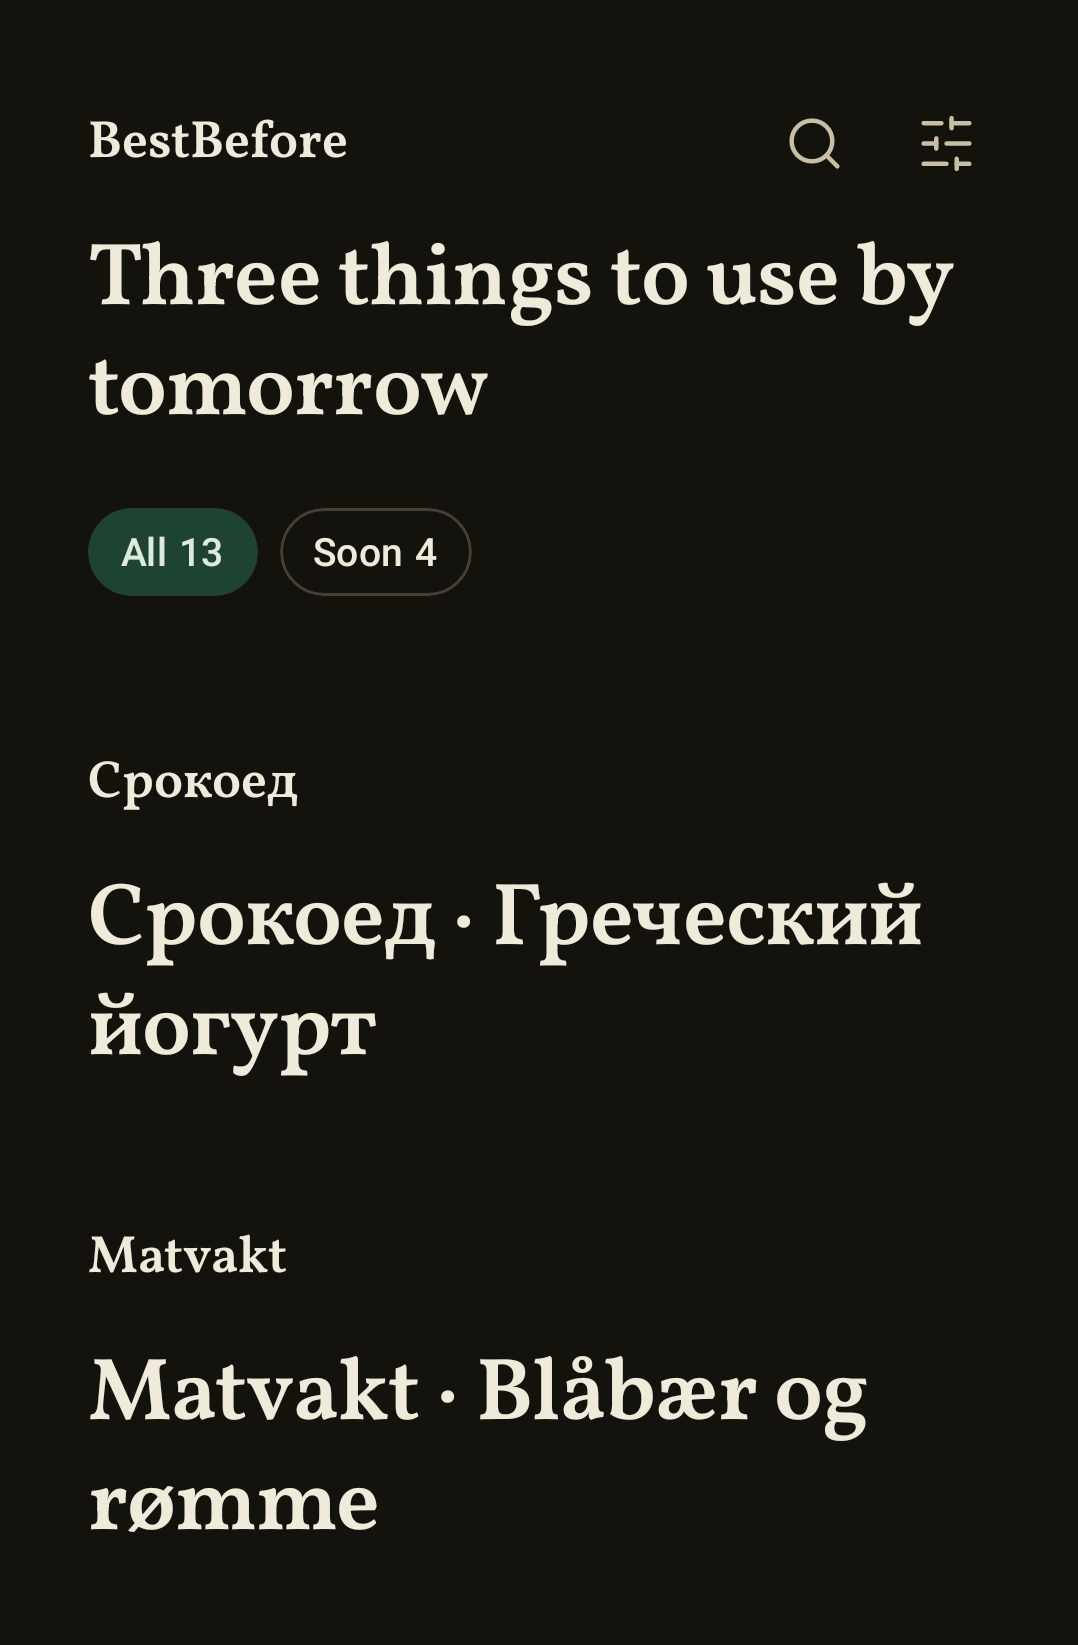 BestBefore
Three things to use by
tomorrow
All 13
Soon 4
Срокоед
Срокоед · Греческий
йогурт
Matvakt
Matvakt · Blåbær og
rømme